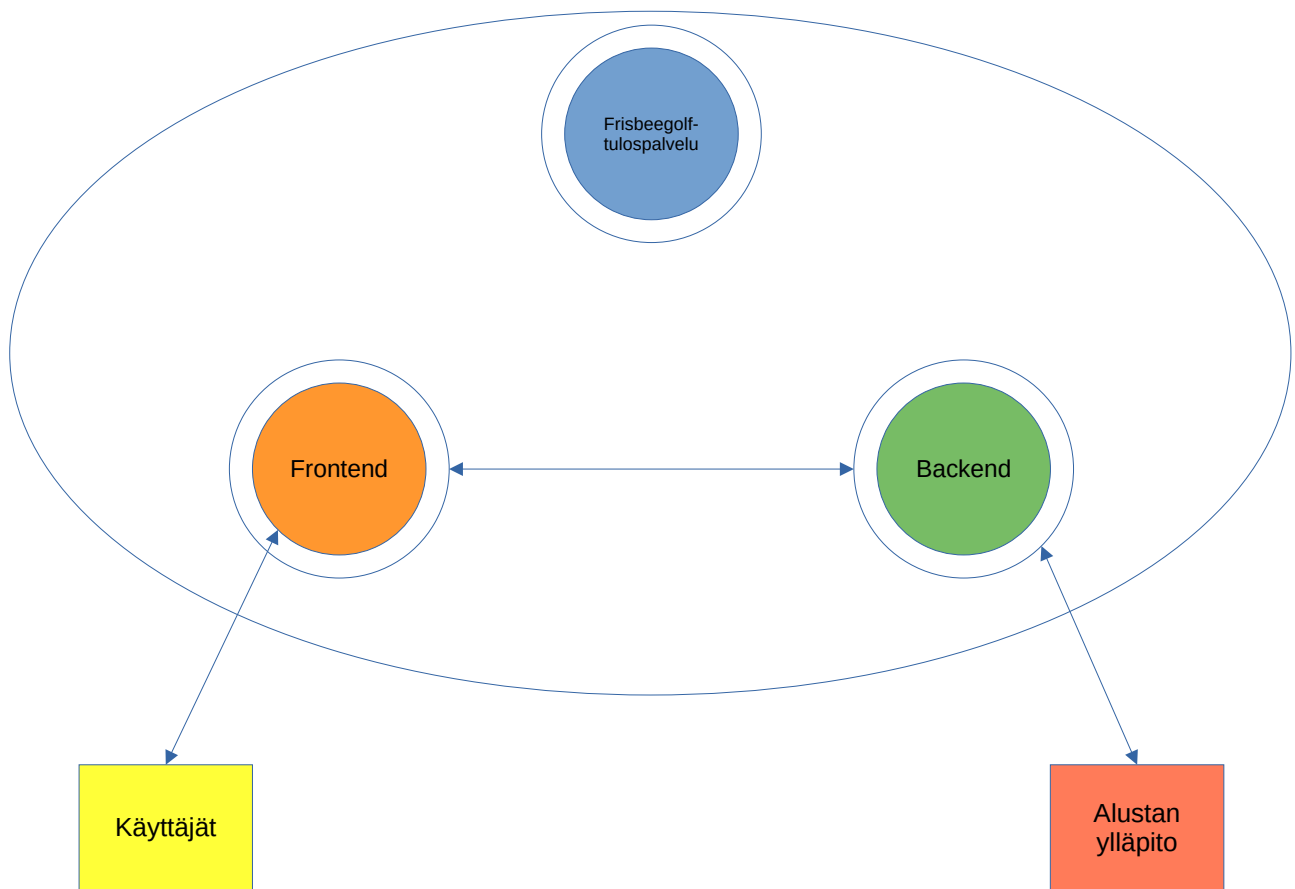 Frisbeegolf-
tulospalvelu
Frontend
Backend
Käyttäjät
Alustan
ylläpito